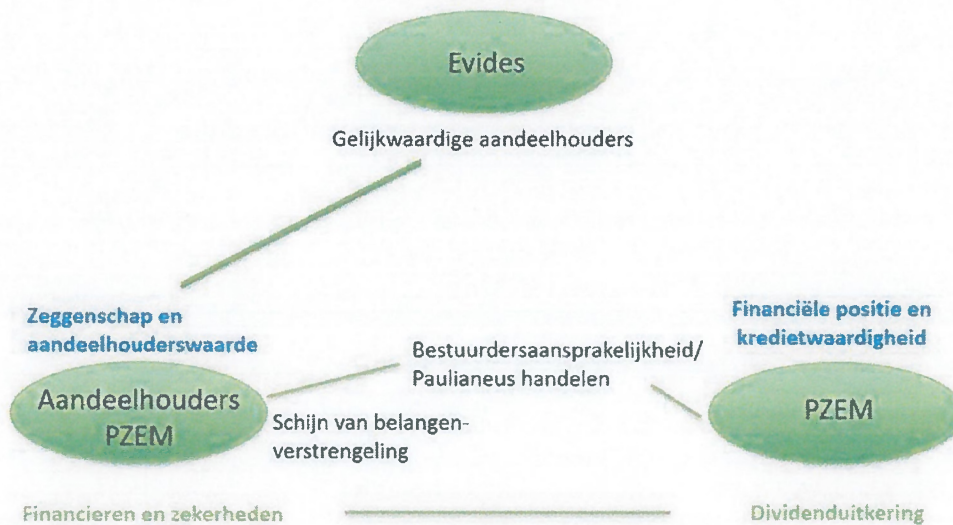 Evides
Gelijkwaardige aandeelhouders
Zeggenschap en
aandeelhouderswaarde
Financiële positie en
kredietwaardigheid
Bestuurdersaansprakelijkheid/
Paulianeus handelen
Aandeelhouders
PZEM
Schijn van belangen-
verstrengeling
PZEM
Financieren en zekerheden
Dividenduitkering